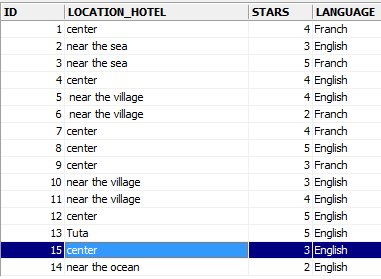 ID LOCATION_HOTEL STARS LANGUAGE
1 center 4 Franch
2 near the sea 3 English
3 near the sea 5 Franch
4 center 4 English
5 near the village 4 English
6 near the village 2 Franch
7 center 4 Franch
8 center 5 English
9 center 3 Franch
10 near the village 3 English
11 near the village 4 English
12 center 5 English
13 Tuta 5 English
15 center 3 English
14 near the ocean 2 English